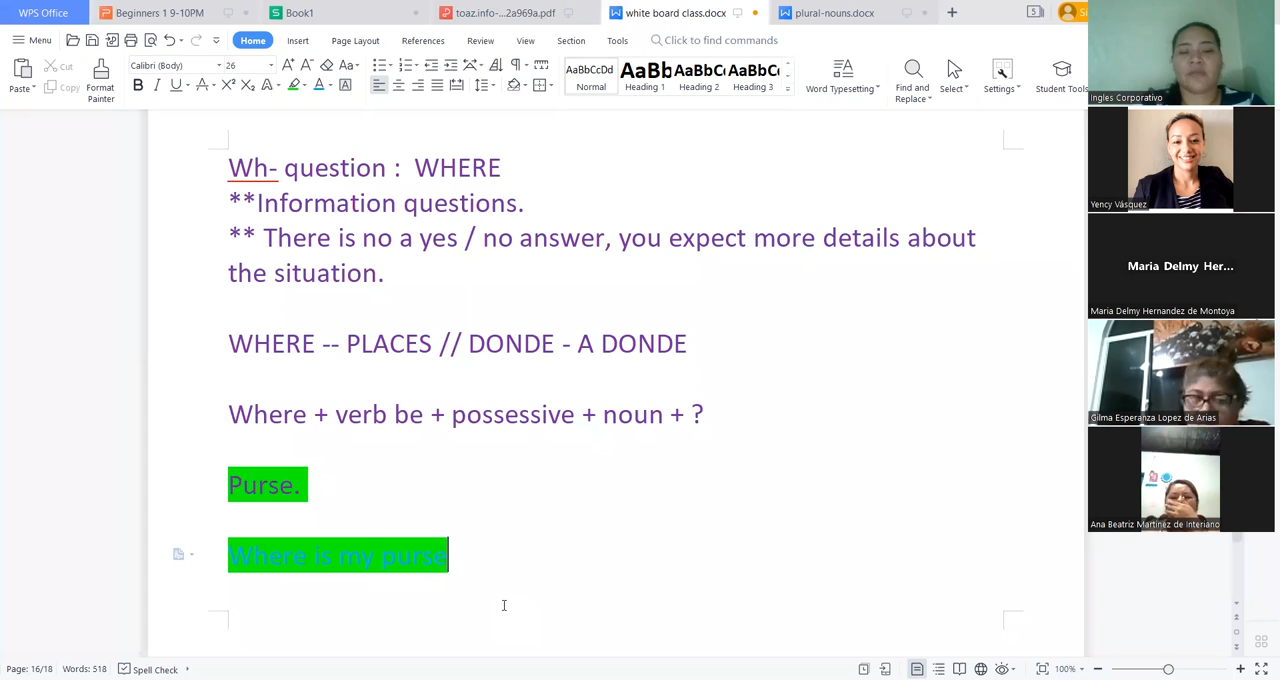 WPS Office
Beginners 1 9-10PM
Book1
toaz.info-...2a969a.pdf
white board class.docx
plural-nouns.docx
5
Menu
Home
Insert
Page Layout
References
Review
View
Section
Tools
Click to find commands
Paste
Cut
Copy
Format Painter
Calibri (Body)
26
AaBbCcDd
Normal
AaBb
Heading 1
AaBbC
Heading 2
AaBbC
Heading 3
Word Typesetting
Find and Replace
Select
Settings
Student Tools
Wh- question : WHERE
**Information questions.
** There is no a yes / no answer, you expect more details about
the situation.
WHERE -- PLACES // DONDE - A DONDE
Where + verb be + possessive + noun + ?
Purse.
Where is my purse
Ingles Corporativo
Yency Vásquez
Maria Delmy Her...
Maria Delmy Hernandez de Montoya
Gilma Esperanza Lopez de Arias
Ana Beatriz Martinez de Interiano
Page: 16/18
Words: 518
Spell Check
100%